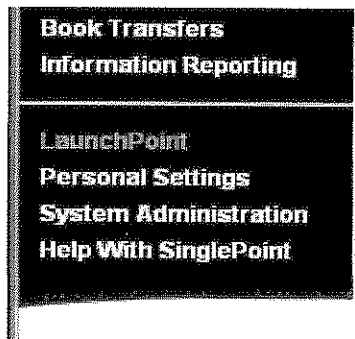 Book Transfers
Information Reporting
LaunchPoint
Personal Settings
System Administration
Help With SinglePoint